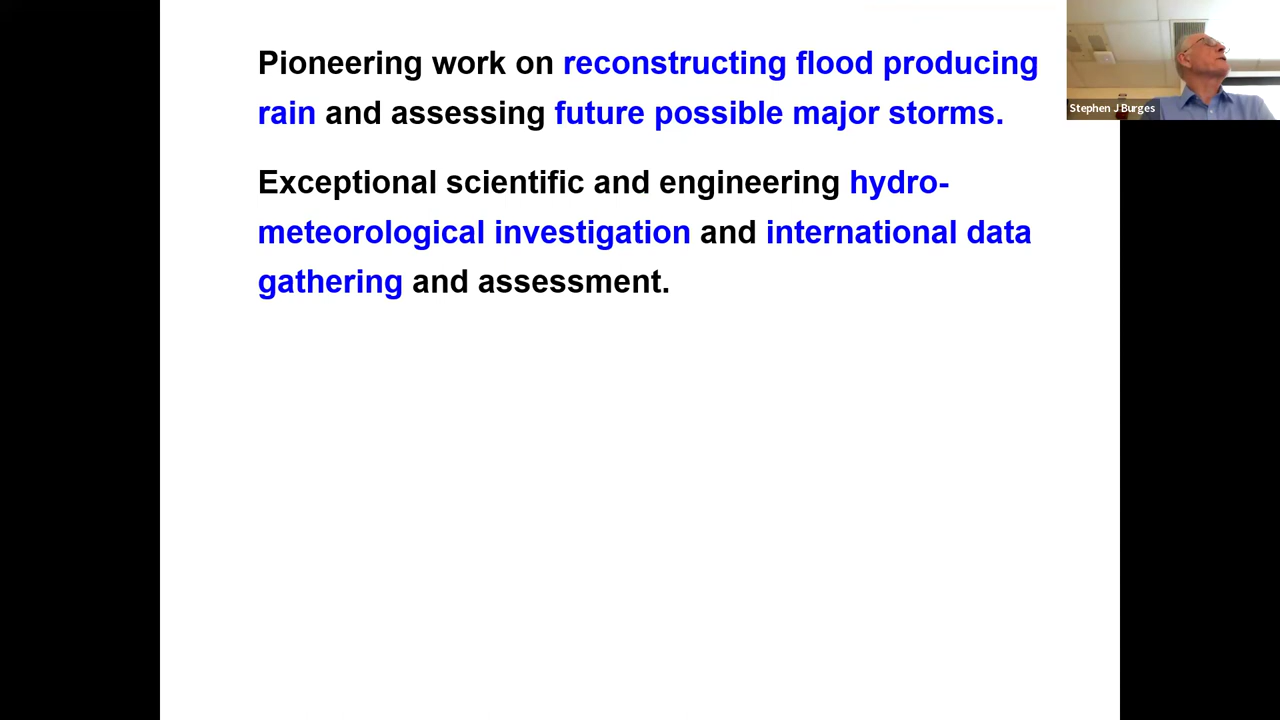 Pioneering work on reconstructing flood producing
rain and assessing future possible major storms.
Exceptional scientific and engineering hydro-
meteorological investigation and international data
gathering and assessment.
Stephen J Burges